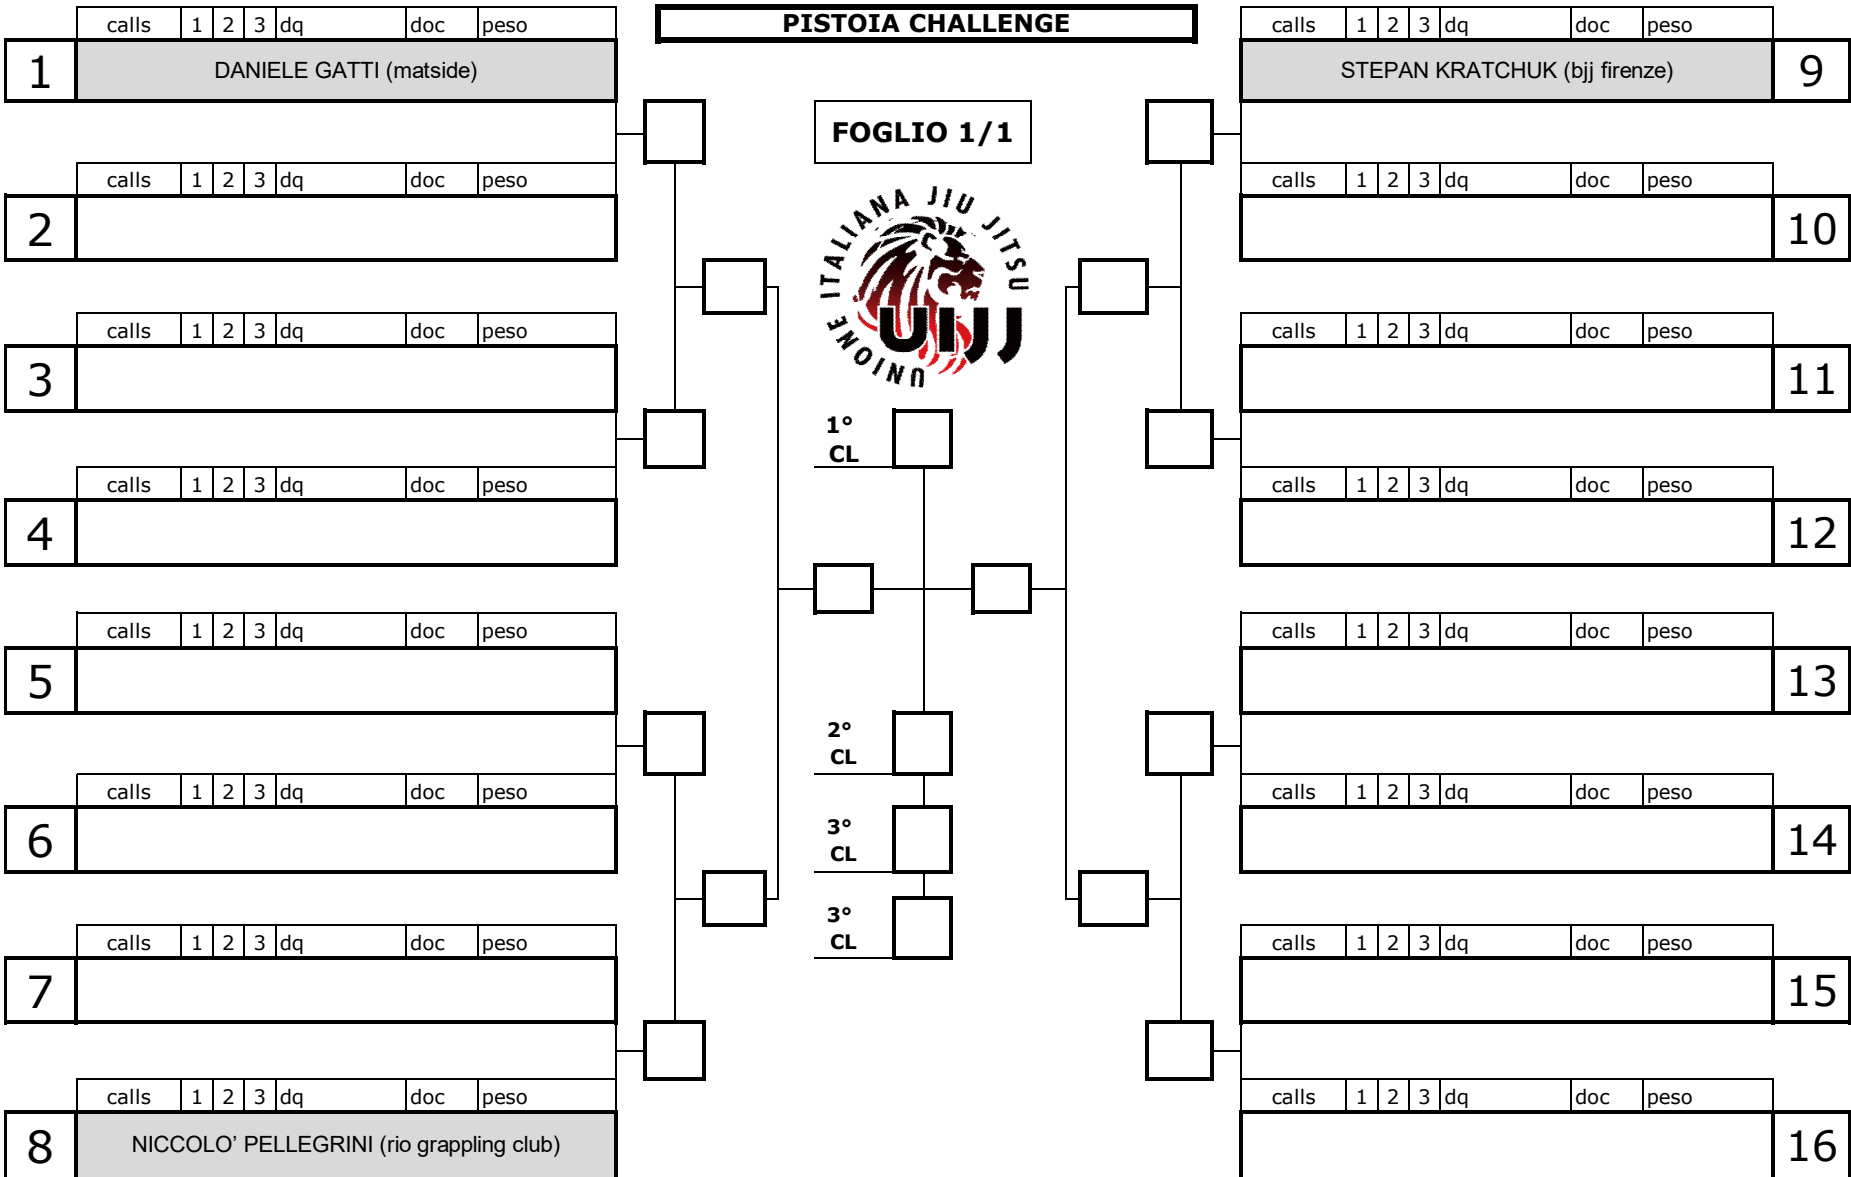 PISTOIA CHALLENGE
calls 1 2 3 dq doc peso
1 DANIELE GATTI (matside)
calls 1 2 3 dq doc peso
2
calls 1 2 3 dq doc peso
3
calls 1 2 3 dq doc peso
4
calls 1 2 3 dq doc peso
5
calls 1 2 3 dq doc peso
6
calls 1 2 3 dq doc peso
7
calls 1 2 3 dq doc peso
8 NICCOLO’ PELLEGRINI (rio grappling club)
FOGLIO 1/1
UNIONE ITALIANA JIU JITSU
UIJJ
1°
CL
2°
CL
3°
CL
3°
CL
calls 1 2 3 dq doc peso
STEPAN KRATCHUK (bjj firenze) 9
calls 1 2 3 dq doc peso
10
calls 1 2 3 dq doc peso
11
calls 1 2 3 dq doc peso
12
calls 1 2 3 dq doc peso
13
calls 1 2 3 dq doc peso
14
calls 1 2 3 dq doc peso
15
calls 1 2 3 dq doc peso
16